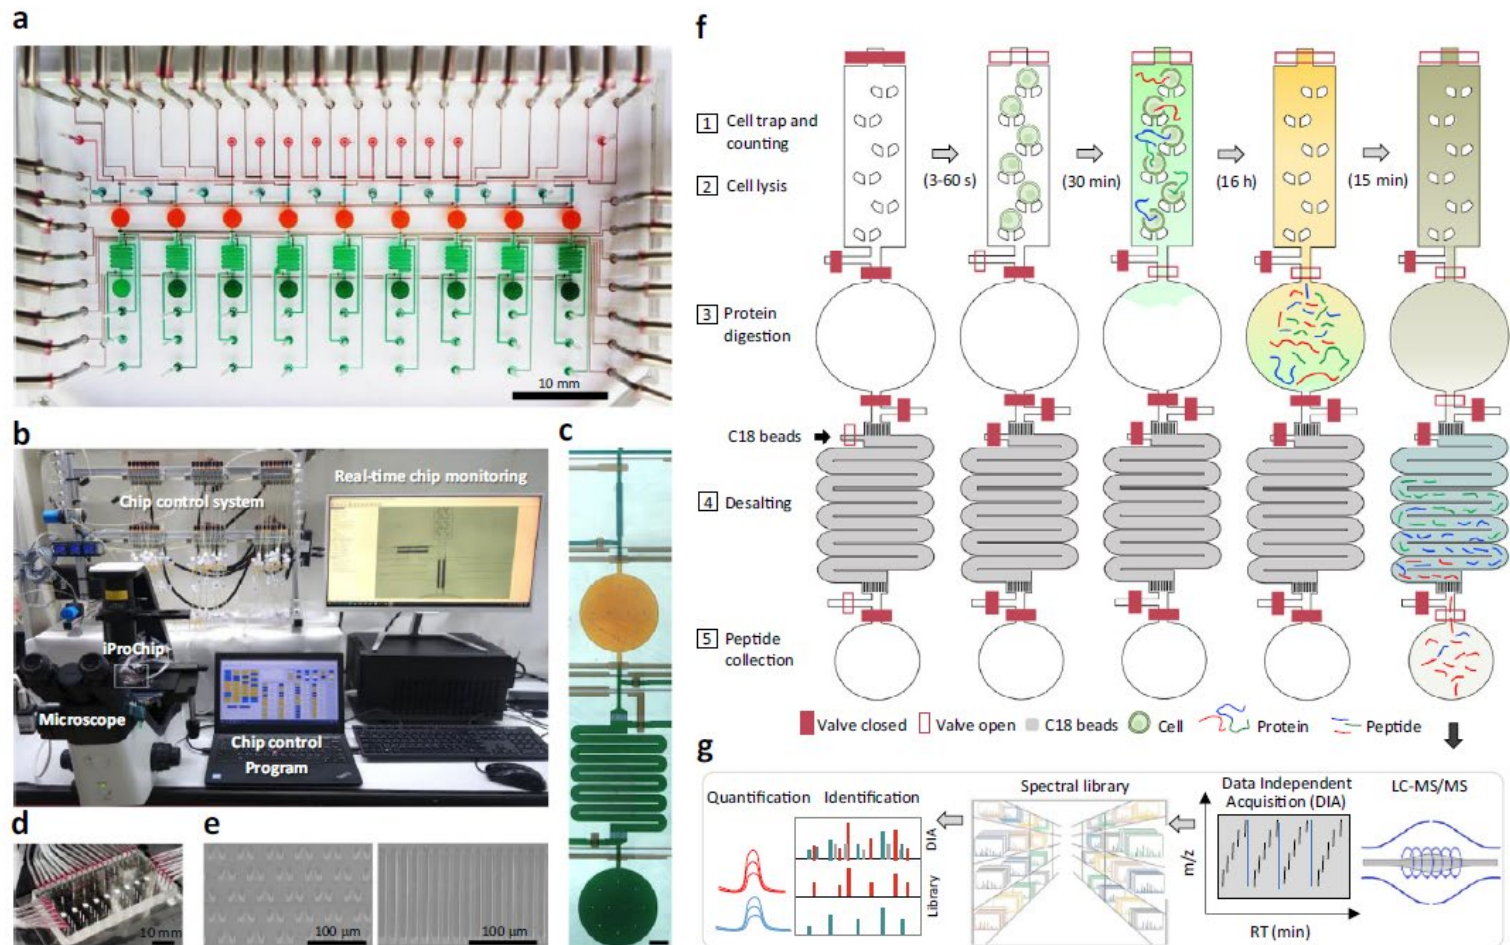 a
10 mm
b
Chip control system
Real-time chip monitoring
iProChip
Microscope
Chip control
Program
c
d
10 mm
e
100 µm
100 µm
f
1 Cell trap and
counting
2 Cell lysis
(3-60 s)
(30 min)
(16 h)
(15 min)
3 Protein
digestion
C18 beads
4 Desalting
5 Peptide
collection
Valve closed
Valve open
C18 beads
Cell
Protein
Peptide
g
Quantification
Identification
DIA
Library
Spectral library
Data Independent
Acquisition (DIA)
m/z
RT (min)
LC-MS/MS